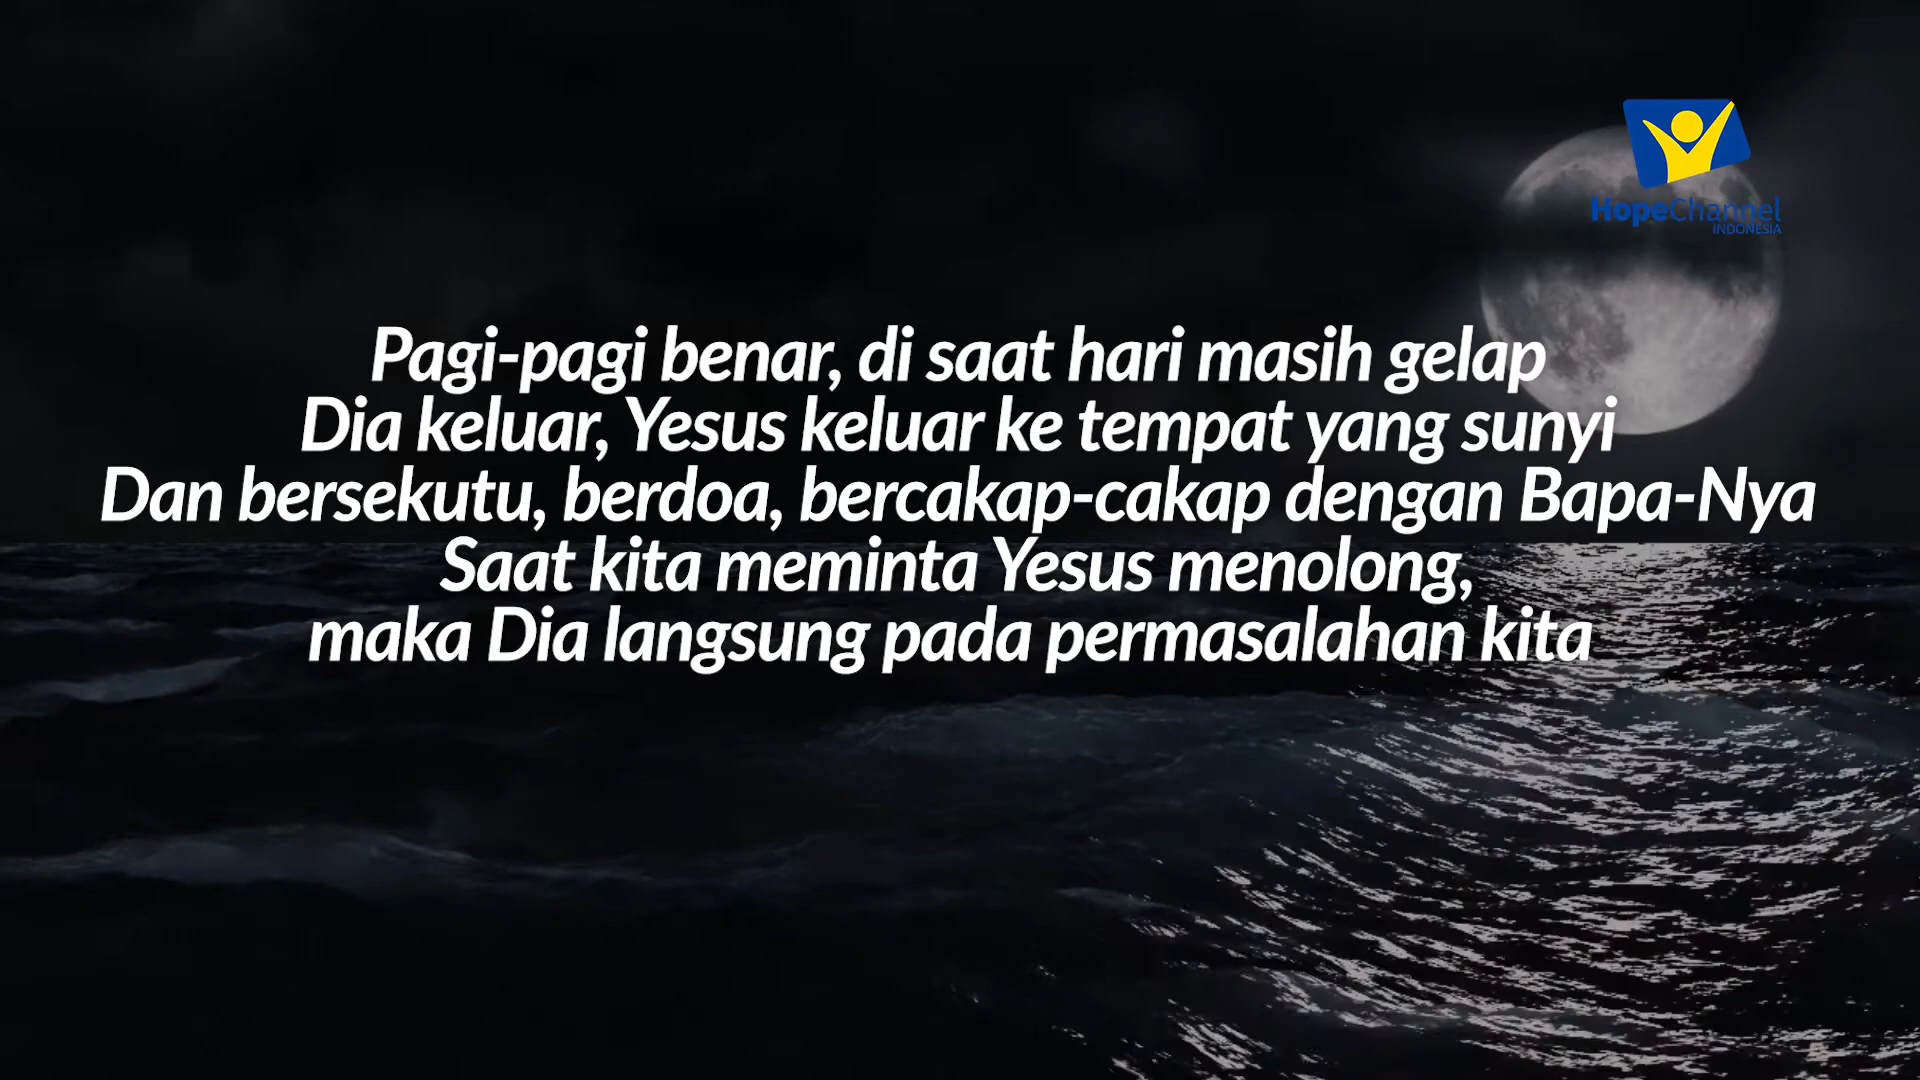 HopeChannel
INDONESIA
Pagi-pagi benar, di saat hari masih gelap
Dia keluar, Yesus keluar ke tempat yang sunyi
Dan bersekutu, berdoa, bercakap-cakap dengan Bapa-Nya
Saat kita meminta Yesus menolong,
maka Dia langsung pada permasalahan kita